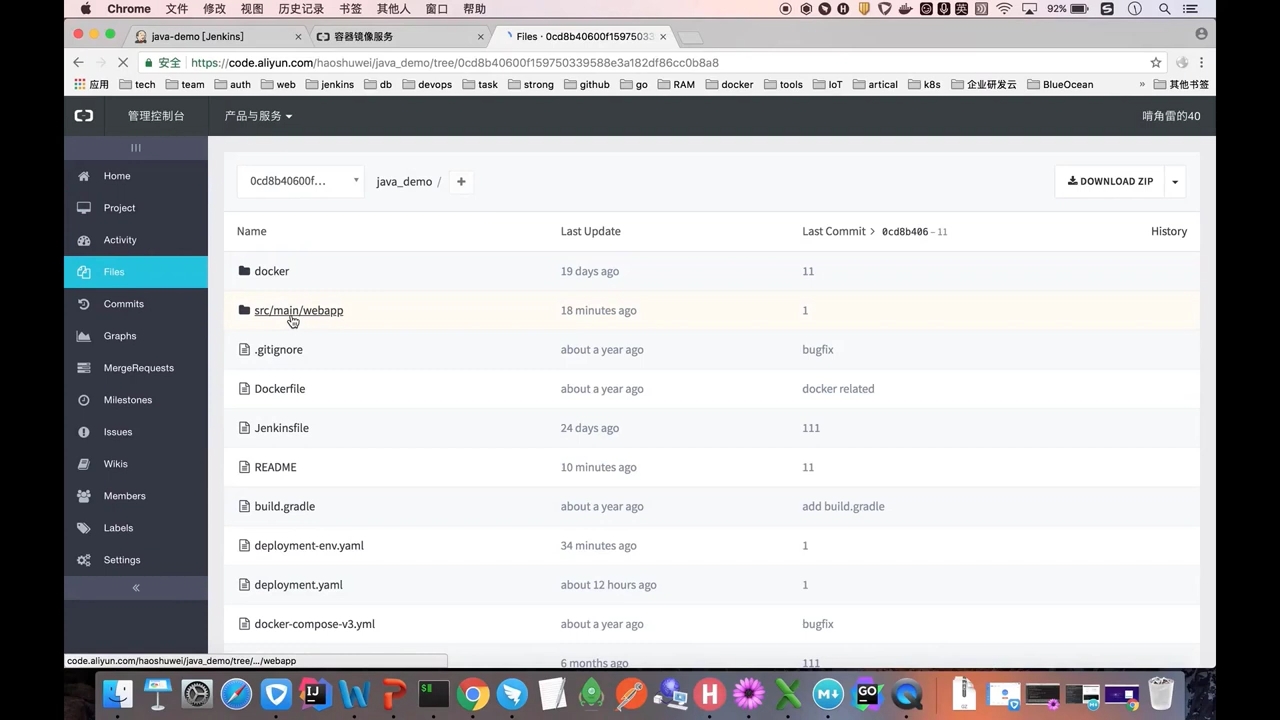 Chrome 文件 修改 视图 历史记录 书签 其他人 窗口 帮助 92%
java-demo [Jenkins] 容器镜像服务 Files · 0cd8b40600f15975033
安全 https://code.aliyun.com/haoshuwei/java_demo/tree/0cd8b40600f159750339588e3a182df86cc0b8a8
应用 tech team auth web jenkins db devops task strong github go RAM docker tools IoT artical k8s 企业研发云 BlueOcean » 其他书签
管理控制台 产品与服务 啃角雷的40
Home
Project
Activity
Files
Commits
Graphs
MergeRequests
Milestones
Issues
Wikis
Members
Labels
Settings
0cd8b40600f... java_demo / + DOWNLOAD ZIP
Name Last Update Last Commit > 0cd8b406 – 11 History
docker 19 days ago 11
src/main/webapp 18 minutes ago 1
.gitignore about a year ago bugfix
Dockerfile about a year ago docker related
Jenkinsfile 24 days ago 111
README 10 minutes ago 11
build.gradle about a year ago add build.gradle
deployment-env.yaml 34 minutes ago 1
deployment.yaml about 12 hours ago 1
docker-compose-v3.yml about a year ago bugfix
6 months ago 111
code.aliyun.com/haoshuwei/java_demo/tree/.../webapp